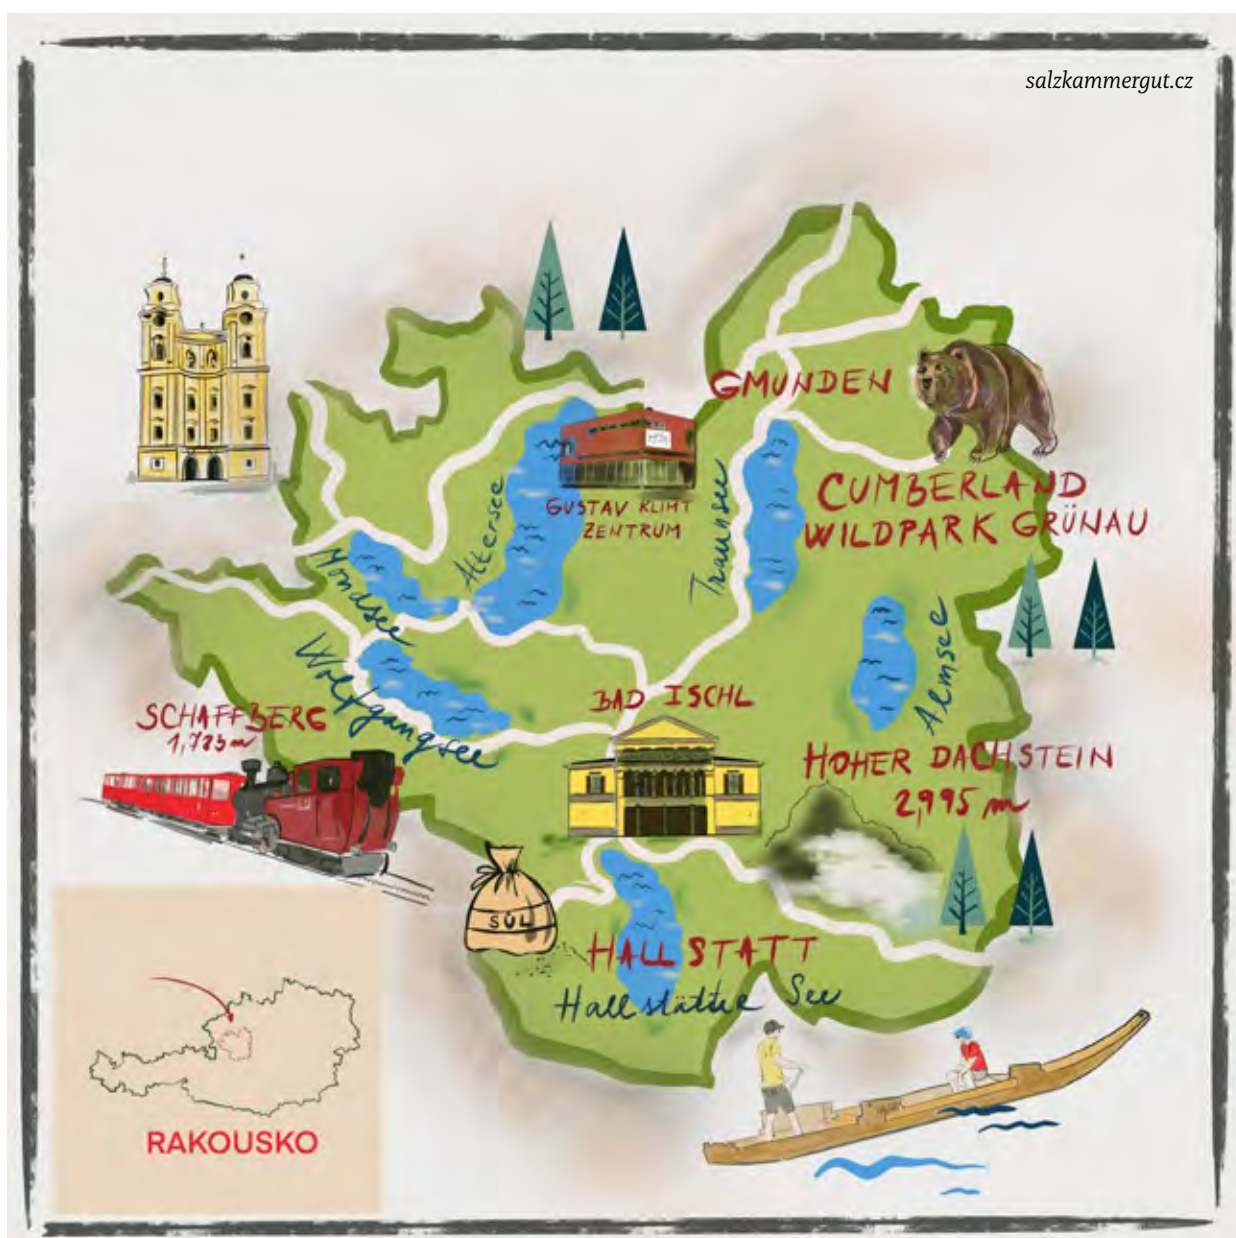 salzkammergut.cz
GMUNDEN
CUMBERLAND
WILDPARK GRÜNAU
GUSTAV KLIMT
ZENTRUM
Attersee
Traunsee
Mondsee
Wolfgangsee
Almsee
SCHAFFBERG
1,783 m
BAD ISCHL
HOHER DACHSTEIN
2,995 m
SŮL
HALLSTATT
Hallstätter See
RAKOUSKO